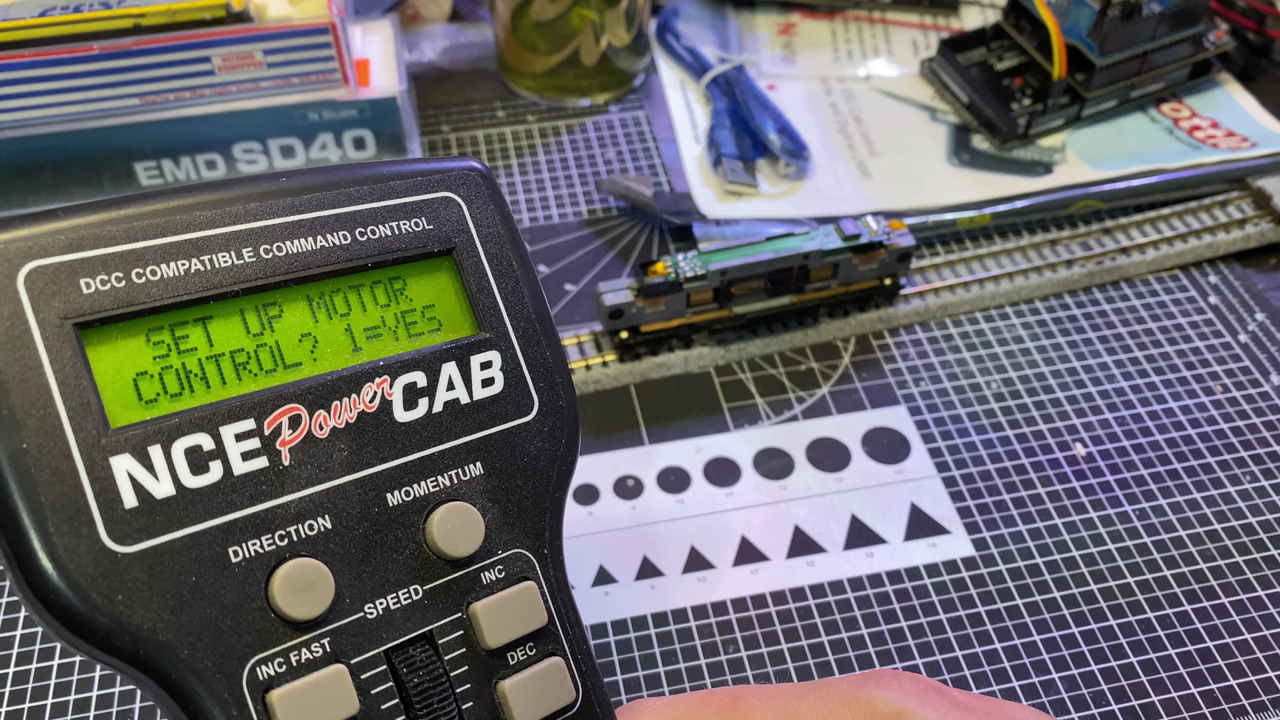 N Scale
EMD SD40
DCC COMPATIBLE COMMAND CONTROL
SET UP MOTOR
CONTROL? 1=YES
NCE Power CAB
MOMENTUM
DIRECTION
SPEED
INC
INC FAST
DEC